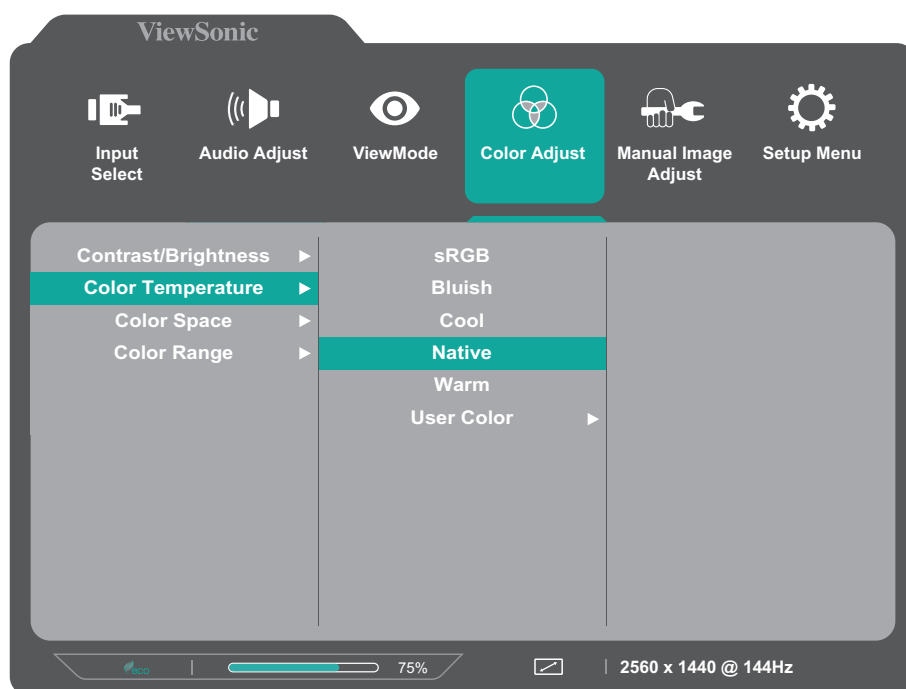 ViewSonic
Input Select
Audio Adjust
ViewMode
Color Adjust
Manual Image Adjust
Setup Menu
Contrast/Brightness
Color Temperature
Color Space
Color Range
sRGB
Bluish
Cool
Native
Warm
User Color
eco
75%
2560 x 1440 @ 144Hz